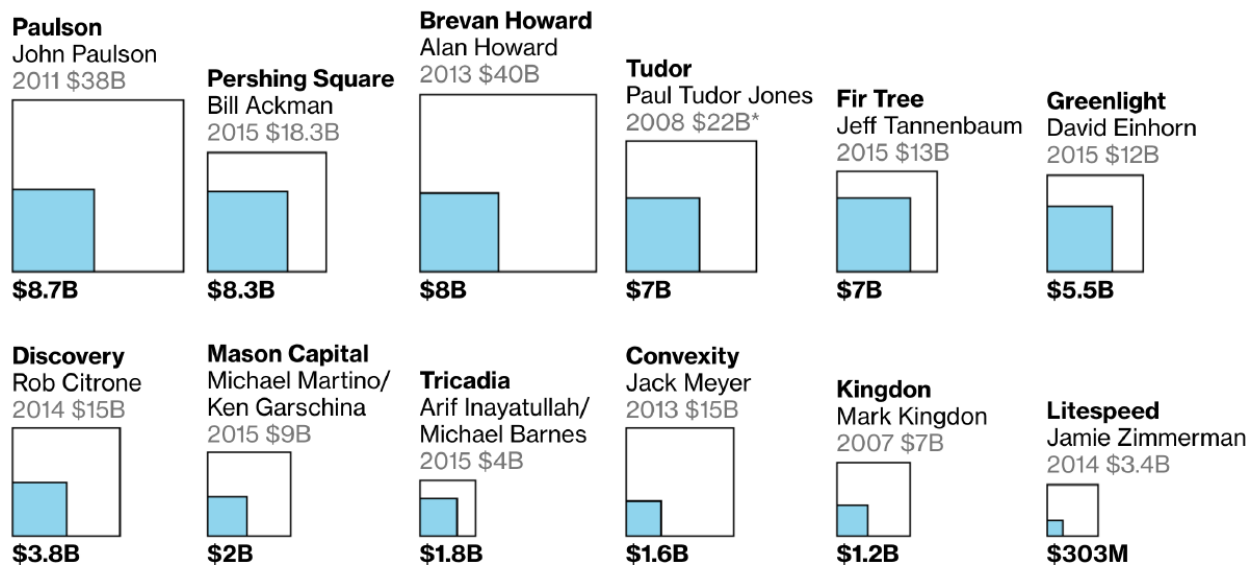 Paulson
John Paulson
2011 $38B
$8.7B
Pershing Square
Bill Ackman
2015 $18.3B
$8.3B
Brevan Howard
Alan Howard
2013 $40B
$8B
Tudor
Paul Tudor Jones
2008 $22B*
$7B
Fir Tree
Jeff Tannenbaum
2015 $13B
$7B
Greenlight
David Einhorn
2015 $12B
$5.5B
Discovery
Rob Citrone
2014 $15B
$3.8B
Mason Capital
Michael Martino/
Ken Garschina
2015 $9B
$2B
Tricadia
Arif Inayatullah/
Michael Barnes
2015 $4B
$1.8B
Convexity
Jack Meyer
2013 $15B
$1.6B
Kingdon
Mark Kingdon
2007 $7B
$1.2B
Litespeed
Jamie Zimmerman
2014 $3.4B
$303M